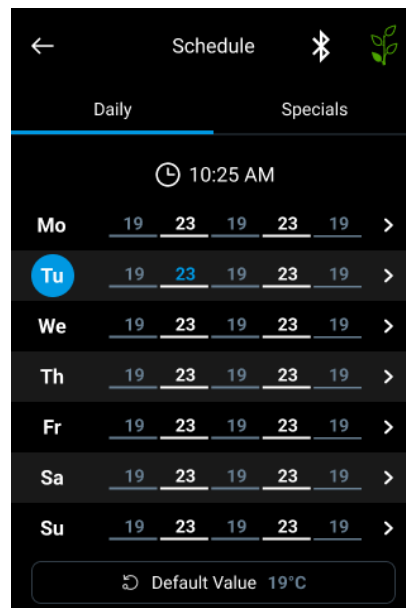 Schedule
Daily Specials
10:25 AM
Mo 19 23 19 23 19
Tu 19 23 19 23 19
We 19 23 19 23 19
Th 19 23 19 23 19
Fr 19 23 19 23 19
Sa 19 23 19 23 19
Su 19 23 19 23 19
Default Value 19°C